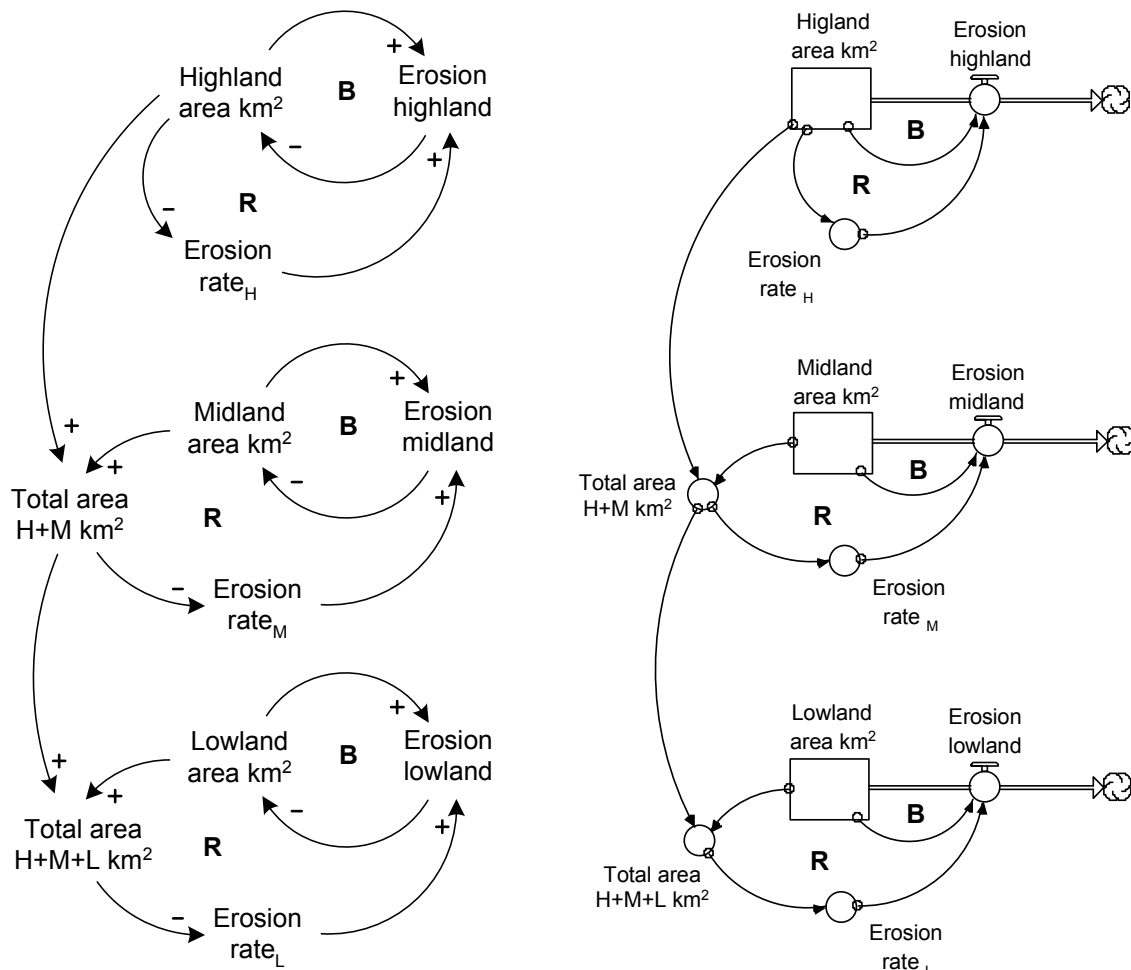 Highland
area km²
B
Erosion
highland
+
−
+
−
R
Erosion
rate_H
+
Midland
area km²
B
Erosion
midland
+
−
+
+
Total area
H+M km²
R
−
Erosion
rate_M
+
Lowland
area km²
B
Erosion
lowland
+
−
+
+
Total area
H+M+L km²
R
−
Erosion
rate_L
Higland
area km²
Erosion
highland
B
R
Erosion
rate H
Midland
area km²
Erosion
midland
B
Total area
H+M km²
R
Erosion
rate M
Lowland
area km²
Erosion
lowland
B
R
Total area
H+M+L km²
Erosion
rate